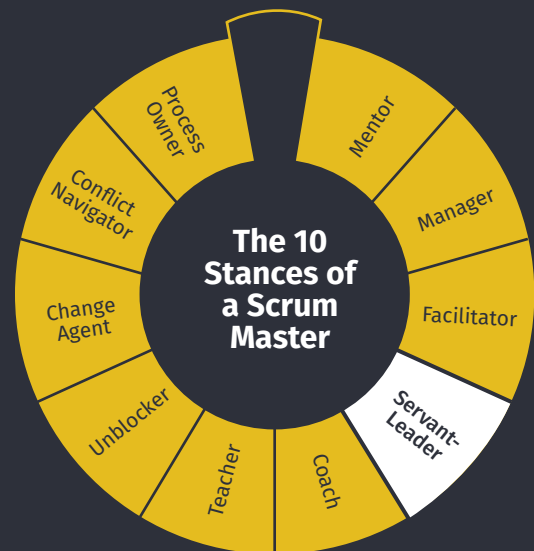 The 10
Stances of
a Scrum
Master
Mentor
Manager
Facilitator
Servant-
Leader
Coach
Teacher
Unblocker
Change
Agent
Conflict
Navigator
Process
Owner